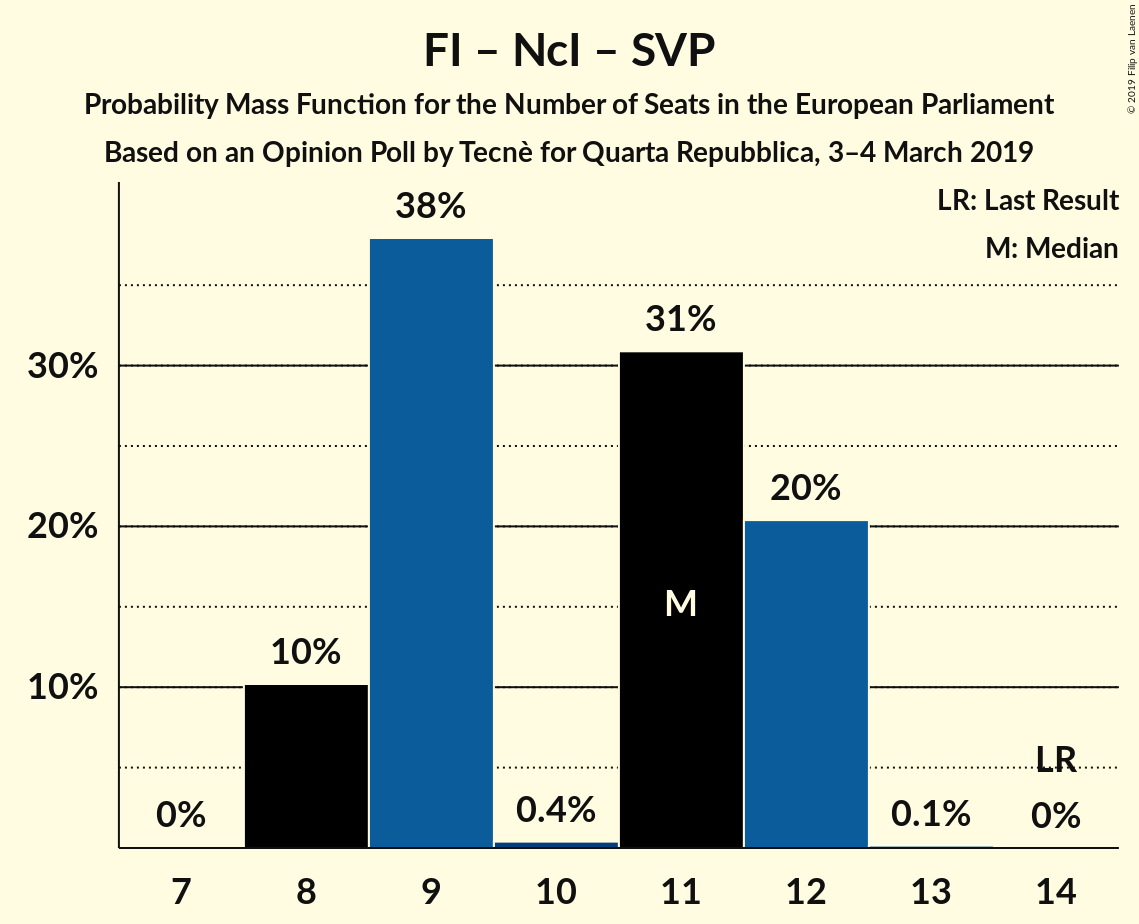 FI – NcI – SVP
Probability Mass Function for the Number of Seats in the European Parliament
Based on an Opinion Poll by Tecnè for Quarta Repubblica, 3–4 March 2019
© 2019 Filip van Laenen
LR: Last Result
M: Median
38%
31%
30%
20%
20%
M
10%
10%
LR
0%
0.4%
0.1%
0%
7 8 9 10 11 12 13 14